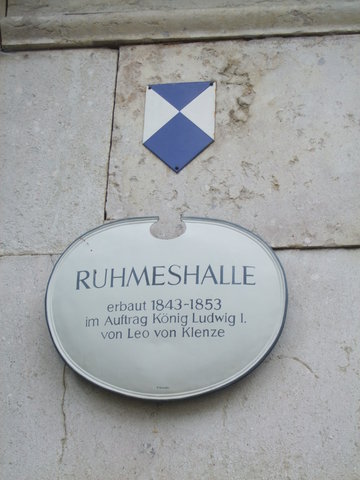 RUHMESHALLE
erbaut 1843-1853
im Auftrag König Ludwig I.
von Leo von Klenze